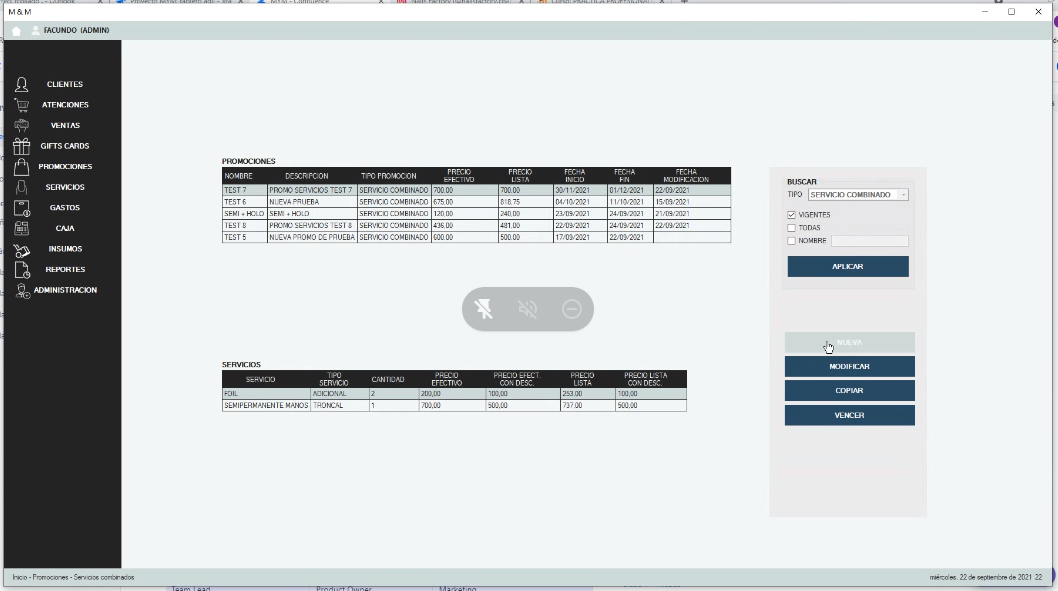 M & M
FACUNDO (ADMIN)
CLIENTES
ATENCIONES
VENTAS
GIFTS CARDS
PROMOCIONES
SERVICIOS
GASTOS
CAJA
INSUMOS
REPORTES
ADMINISTRACION
PROMOCIONES
NOMBRE DESCRIPCION TIPO PROMOCION PRECIO EFECTIVO PRECIO LISTA FECHA INICIO FECHA FIN FECHA MODIFICACION
TEST 7 PROMO SERVICIOS TEST 7 SERVICIO COMBINADO 700,00 700,00 30/11/2021 01/12/2021 22/09/2021
TEST 6 NUEVA PRUEBA SERVICIO COMBINADO 675,00 818,75 04/10/2021 11/10/2021 15/09/2021
SEMI + HOLO SEMI + HOLO SERVICIO COMBINADO 120,00 240,00 23/09/2021 24/09/2021 21/09/2021
TEST 8 PROMO SERVICIOS TEST 8 SERVICIO COMBINADO 436,00 481,00 22/09/2021 24/09/2021 22/09/2021
TEST 5 NUEVA PROMO DE PRUEBA SERVICIO COMBINADO 600,00 500,00 17/09/2021 22/09/2021
BUSCAR
TIPO SERVICIO COMBINADO
VIGENTES
TODAS
NOMBRE
APLICAR
NUEVA
MODIFICAR
COPIAR
VENCER
SERVICIOS
SERVICIO TIPO SERVICIO CANTIDAD PRECIO EFECTIVO PRECIO EFECT. CON DESC. PRECIO LISTA PRECIO LISTA CON DESC.
FOIL ADICIONAL 2 200,00 100,00 253,00 100,00
SEMIPERMANENTE MANOS TRONCAL 1 700,00 500,00 737,00 500,00
Inicio - Promociones - Servicios combinados
miércoles, 22 de septiembre de 2021 22
Team Lead Product Owner Marketing